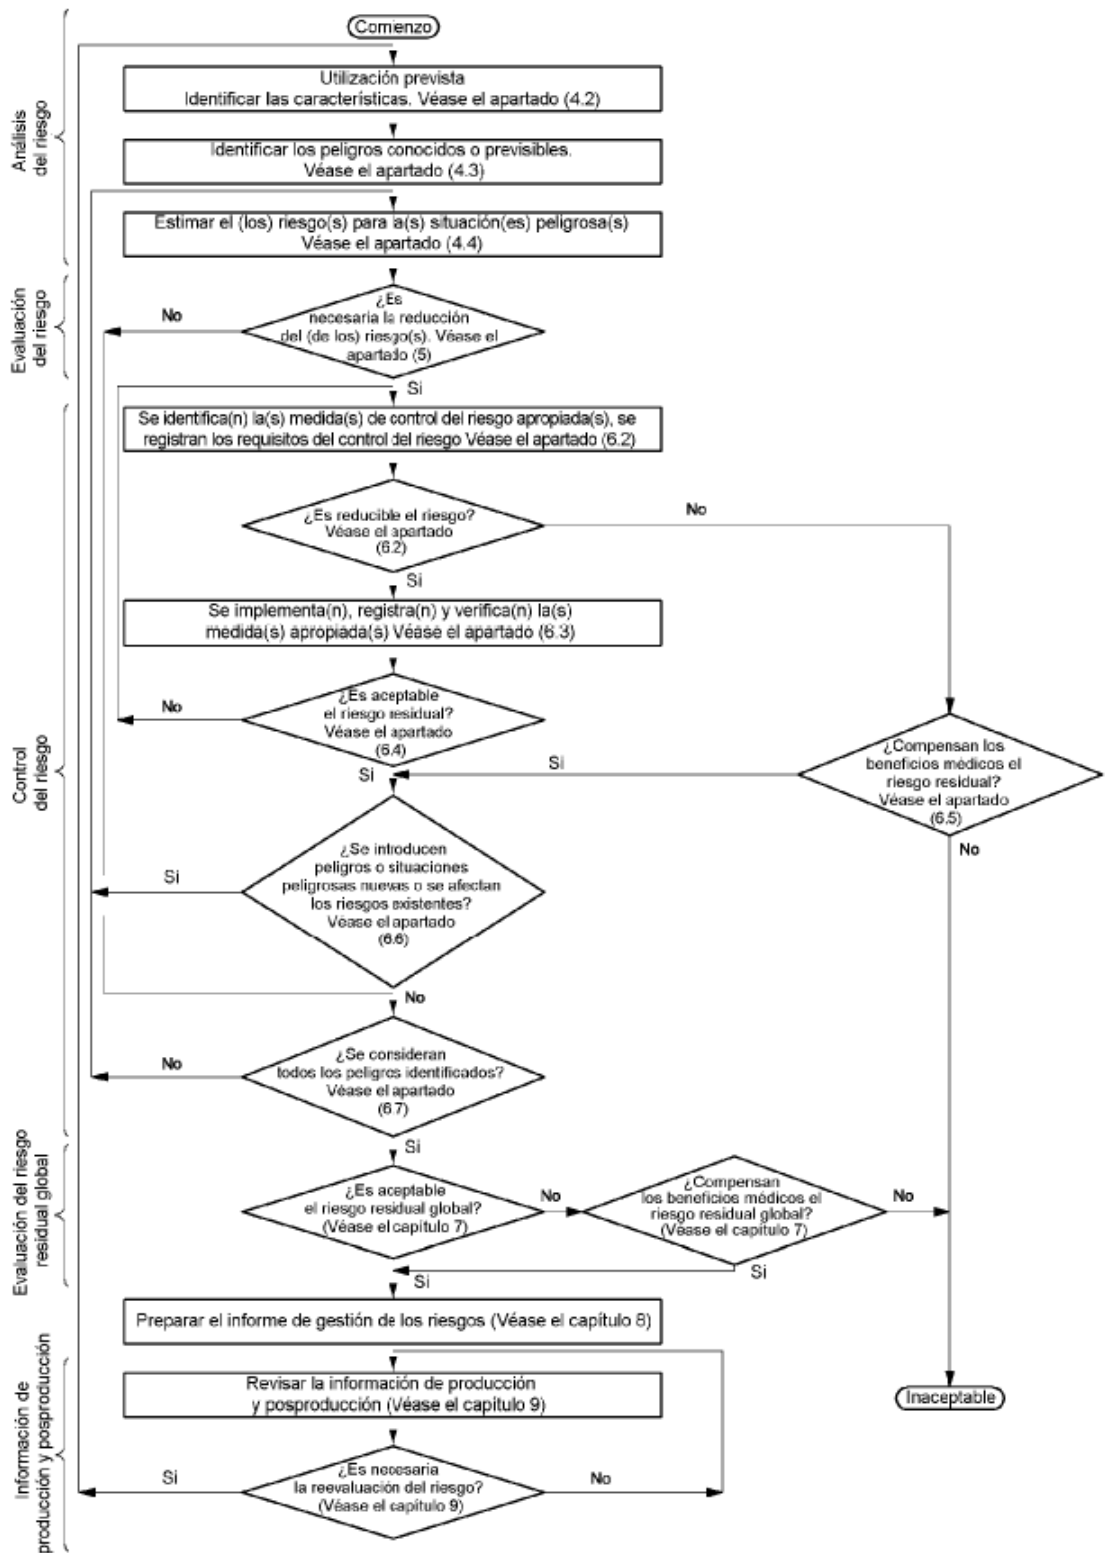 Comienzo
Análisis
del riesgo
Utilización prevista
Identificar las características. Véase el apartado (4.2)
Identificar los peligros conocidos o previsibles.
Véase el apartado (4.3)
Estimar el (los) riesgo(s) para la(s) situación(es) peligrosa(s)
Véase el apartado (4.4)
Evaluación
del riesgo
¿Es
necesaria la reducción
del (de los) riesgo(s). Véase el
apartado (5)
No
Si
Control
del riesgo
Se identifica(n) la(s) medida(s) de control del riesgo apropiada(s), se
registran los requisitos del control del riesgo Véase el apartado (6.2)
¿Es reducible el riesgo?
Véase el apartado
(6.2)
No
Si
Se implementa(n), registra(n) y verifica(n) la(s)
medida(s) apropiada(s) Véase el apartado (6.3)
¿Es aceptable
el riesgo residual?
Véase el apartado
(6.4)
No
Si
¿Compensan los
beneficios médicos el
riesgo residual?
Véase el apartado
(6.5)
Si
No
¿Se introducen
peligros o situaciones
peligrosas nuevas o se afectan
los riesgos existentes?
Véase el apartado
(6.6)
Si
No
¿Se consideran
todos los peligros identificados?
Véase el apartado
(6.7)
No
Si
Evaluación del riesgo
residual global
¿Es aceptable
el riesgo residual global?
(Véase el capítulo 7)
No
Si
¿Compensan
los beneficios médicos el
riesgo residual global?
(Véase el capítulo 7)
No
Si
Preparar el informe de gestión de los riesgos (Véase el capítulo 8)
Información de
producción y posproducción
Revisar la información de producción
y posproducción (Véase el capítulo 9)
Inaceptable
¿Es necesaria
la reevaluación del riesgo?
(Véase el capítulo 9)
Si
No